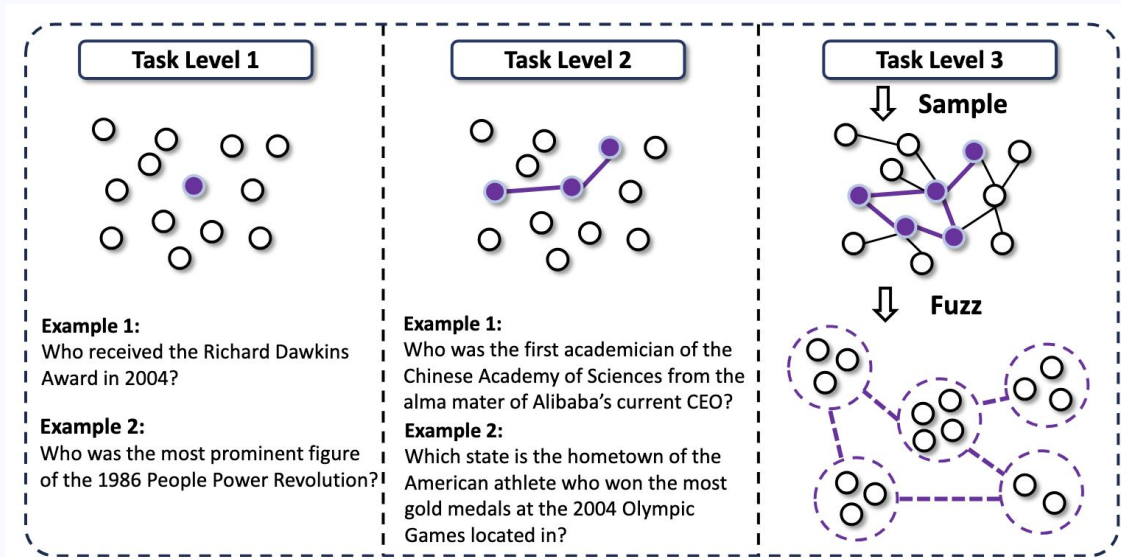 Task Level 1
Example 1:
Who received the Richard Dawkins
Award in 2004?
Example 2:
Who was the most prominent figure
of the 1986 People Power Revolution?
Task Level 2
Example 1:
Who was the first academician of the
Chinese Academy of Sciences from the
alma mater of Alibaba’s current CEO?
Example 2:
Which state is the hometown of the
American athlete who won the most
gold medals at the 2004 Olympic
Games located in?
Task Level 3
Sample
Fuzz